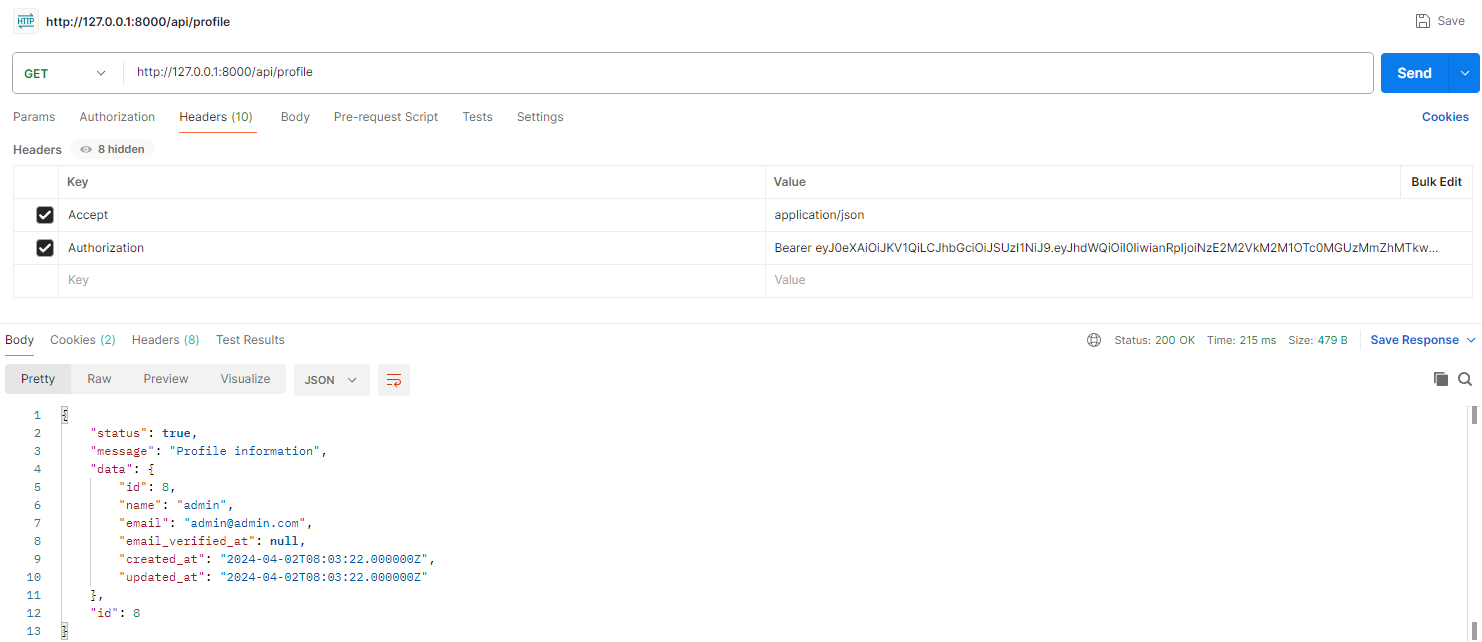 HTTP http://127.0.0.1:8000/api/profile Save
GET http://127.0.0.1:8000/api/profile Send
Params Authorization Headers (10) Body Pre-request Script Tests Settings Cookies
Headers 8 hidden
Key Value Bulk Edit
Accept application/json
Authorization Bearer eyJ0eXAiOiJKV1QiLCJhbGciOiJSUzI1NiJ9.eyJhdWQiOiI0IiwianRpIjoiNzE2M2VkM2M1OTc0MGUzMmZhMTkw...
Key Value
Body Cookies (2) Headers (8) Test Results Status: 200 OK Time: 215 ms Size: 479 B Save Response
Pretty Raw Preview Visualize JSON
1 {
2 "status": true,
3 "message": "Profile information",
4 "data": {
5 "id": 8,
6 "name": "admin",
7 "email": "admin@admin.com",
8 "email_verified_at": null,
9 "created_at": "2024-04-02T08:03:22.000000Z",
10 "updated_at": "2024-04-02T08:03:22.000000Z"
11 },
12 "id": 8
13 }